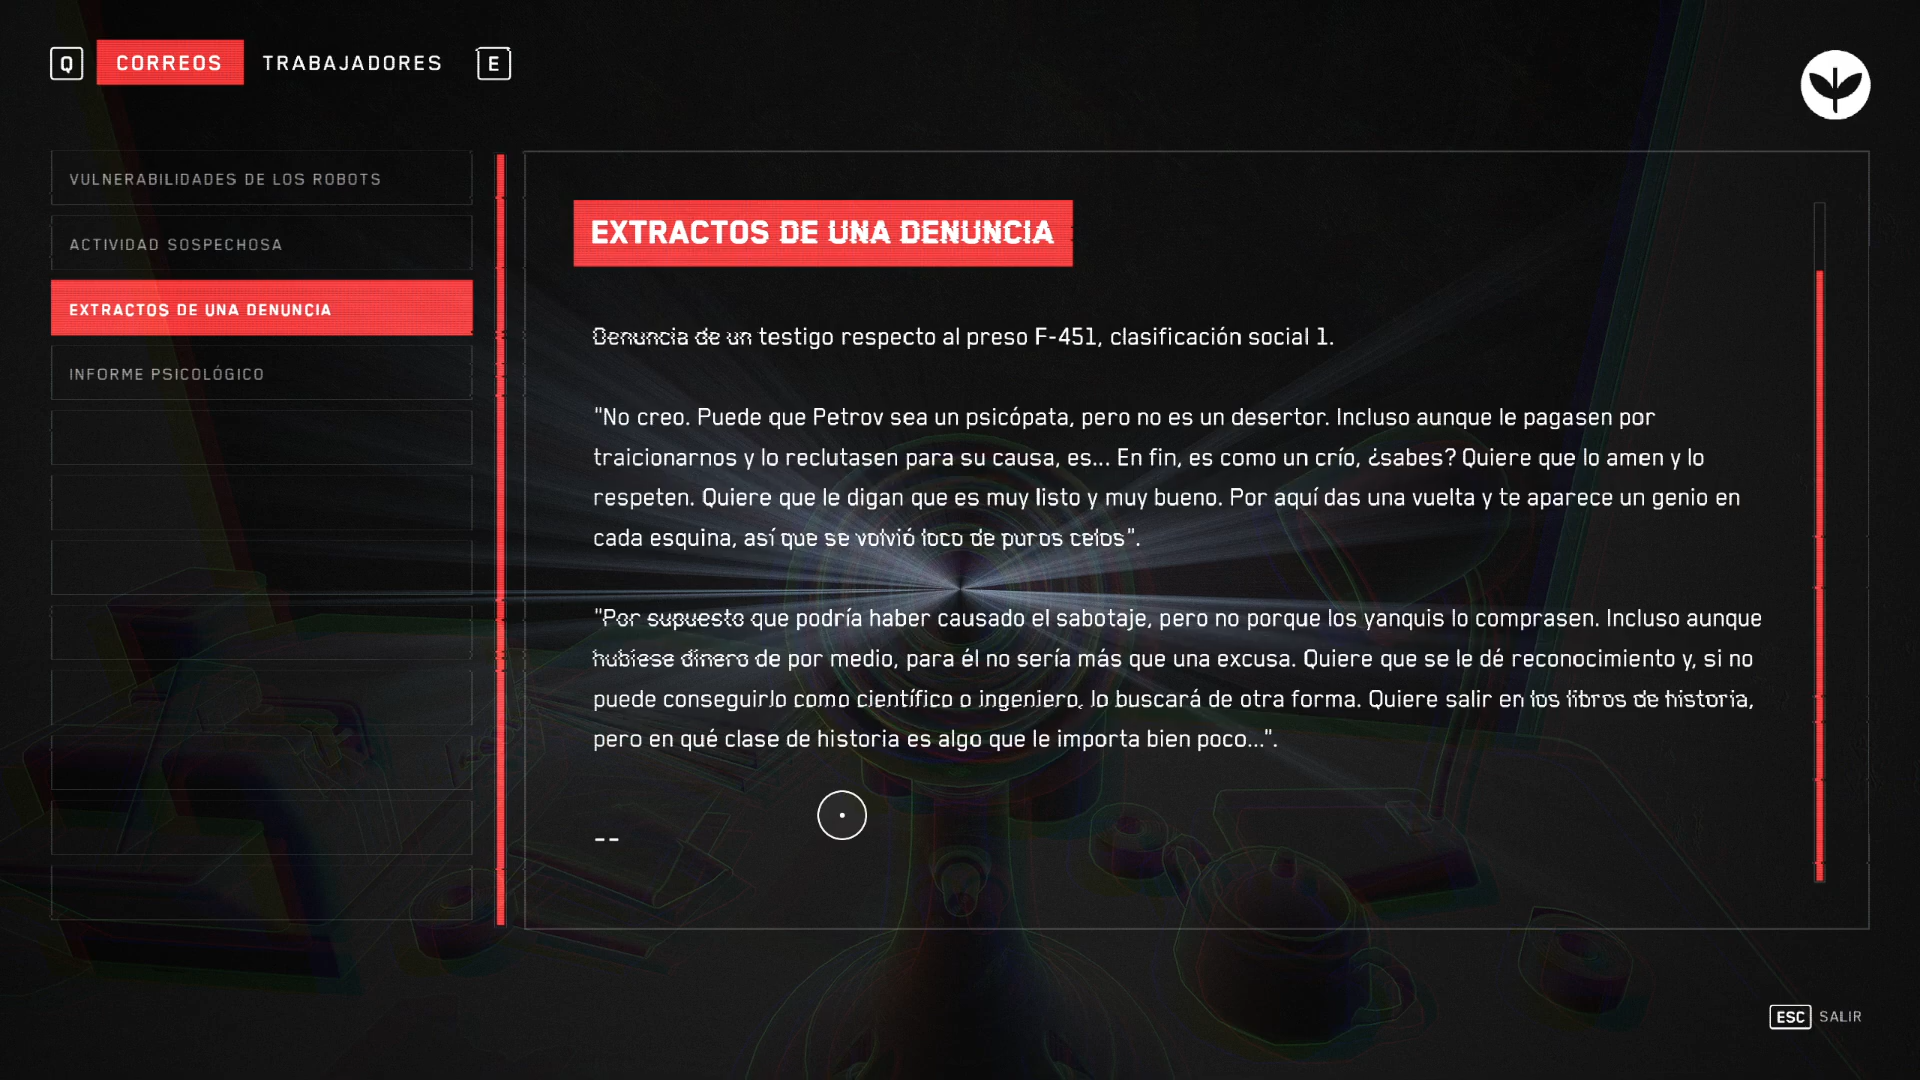 Q CORREOS TRABAJADORES E
VULNERABILIDADES DE LOS ROBOTS
ACTIVIDAD SOSPECHOSA
EXTRACTOS DE UNA DENUNCIA
INFORME PSICOLÓGICO
EXTRACTOS DE UNA DENUNCIA
Denuncia de un testigo respecto al preso F-451, clasificación social 1.
"No creo. Puede que Petrov sea un psicópata, pero no es un desertor. Incluso aunque le pagasen por
traicionarnos y lo reclutasen para su causa, es... En fin, es como un crío, ¿sabes? Quiere que lo amen y lo
respeten. Quiere que le digan que es muy listo y muy bueno. Por aquí das una vuelta y te aparece un genio en
cada esquina, así que se volvió loco de puros celos".
"Por supuesto que podría haber causado el sabotaje, pero no porque los yanquis lo comprasen. Incluso aunque
hubiese dinero de por medio, para él no sería más que una excusa. Quiere que se le dé reconocimiento y, si no
puede conseguirlo como científico o ingeniero, lo buscará de otra forma. Quiere salir en los libros de historia,
pero en qué clase de historia es algo que le importa bien poco...".
--
ESC SALIR